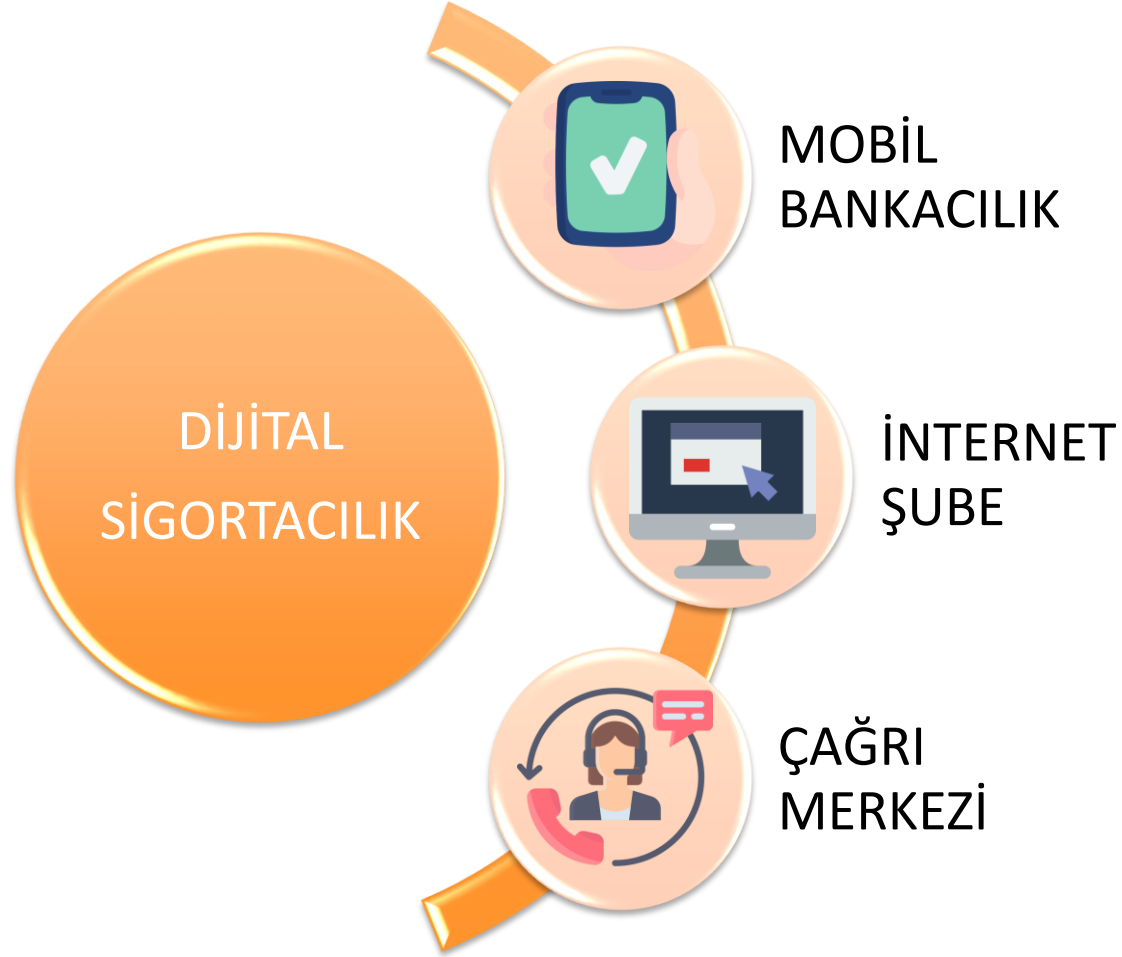 DİJİTAL
SİGORTACILIK
MOBİL
BANKACILIK
İNTERNET
ŞUBE
ÇAĞRI
MERKEZİ